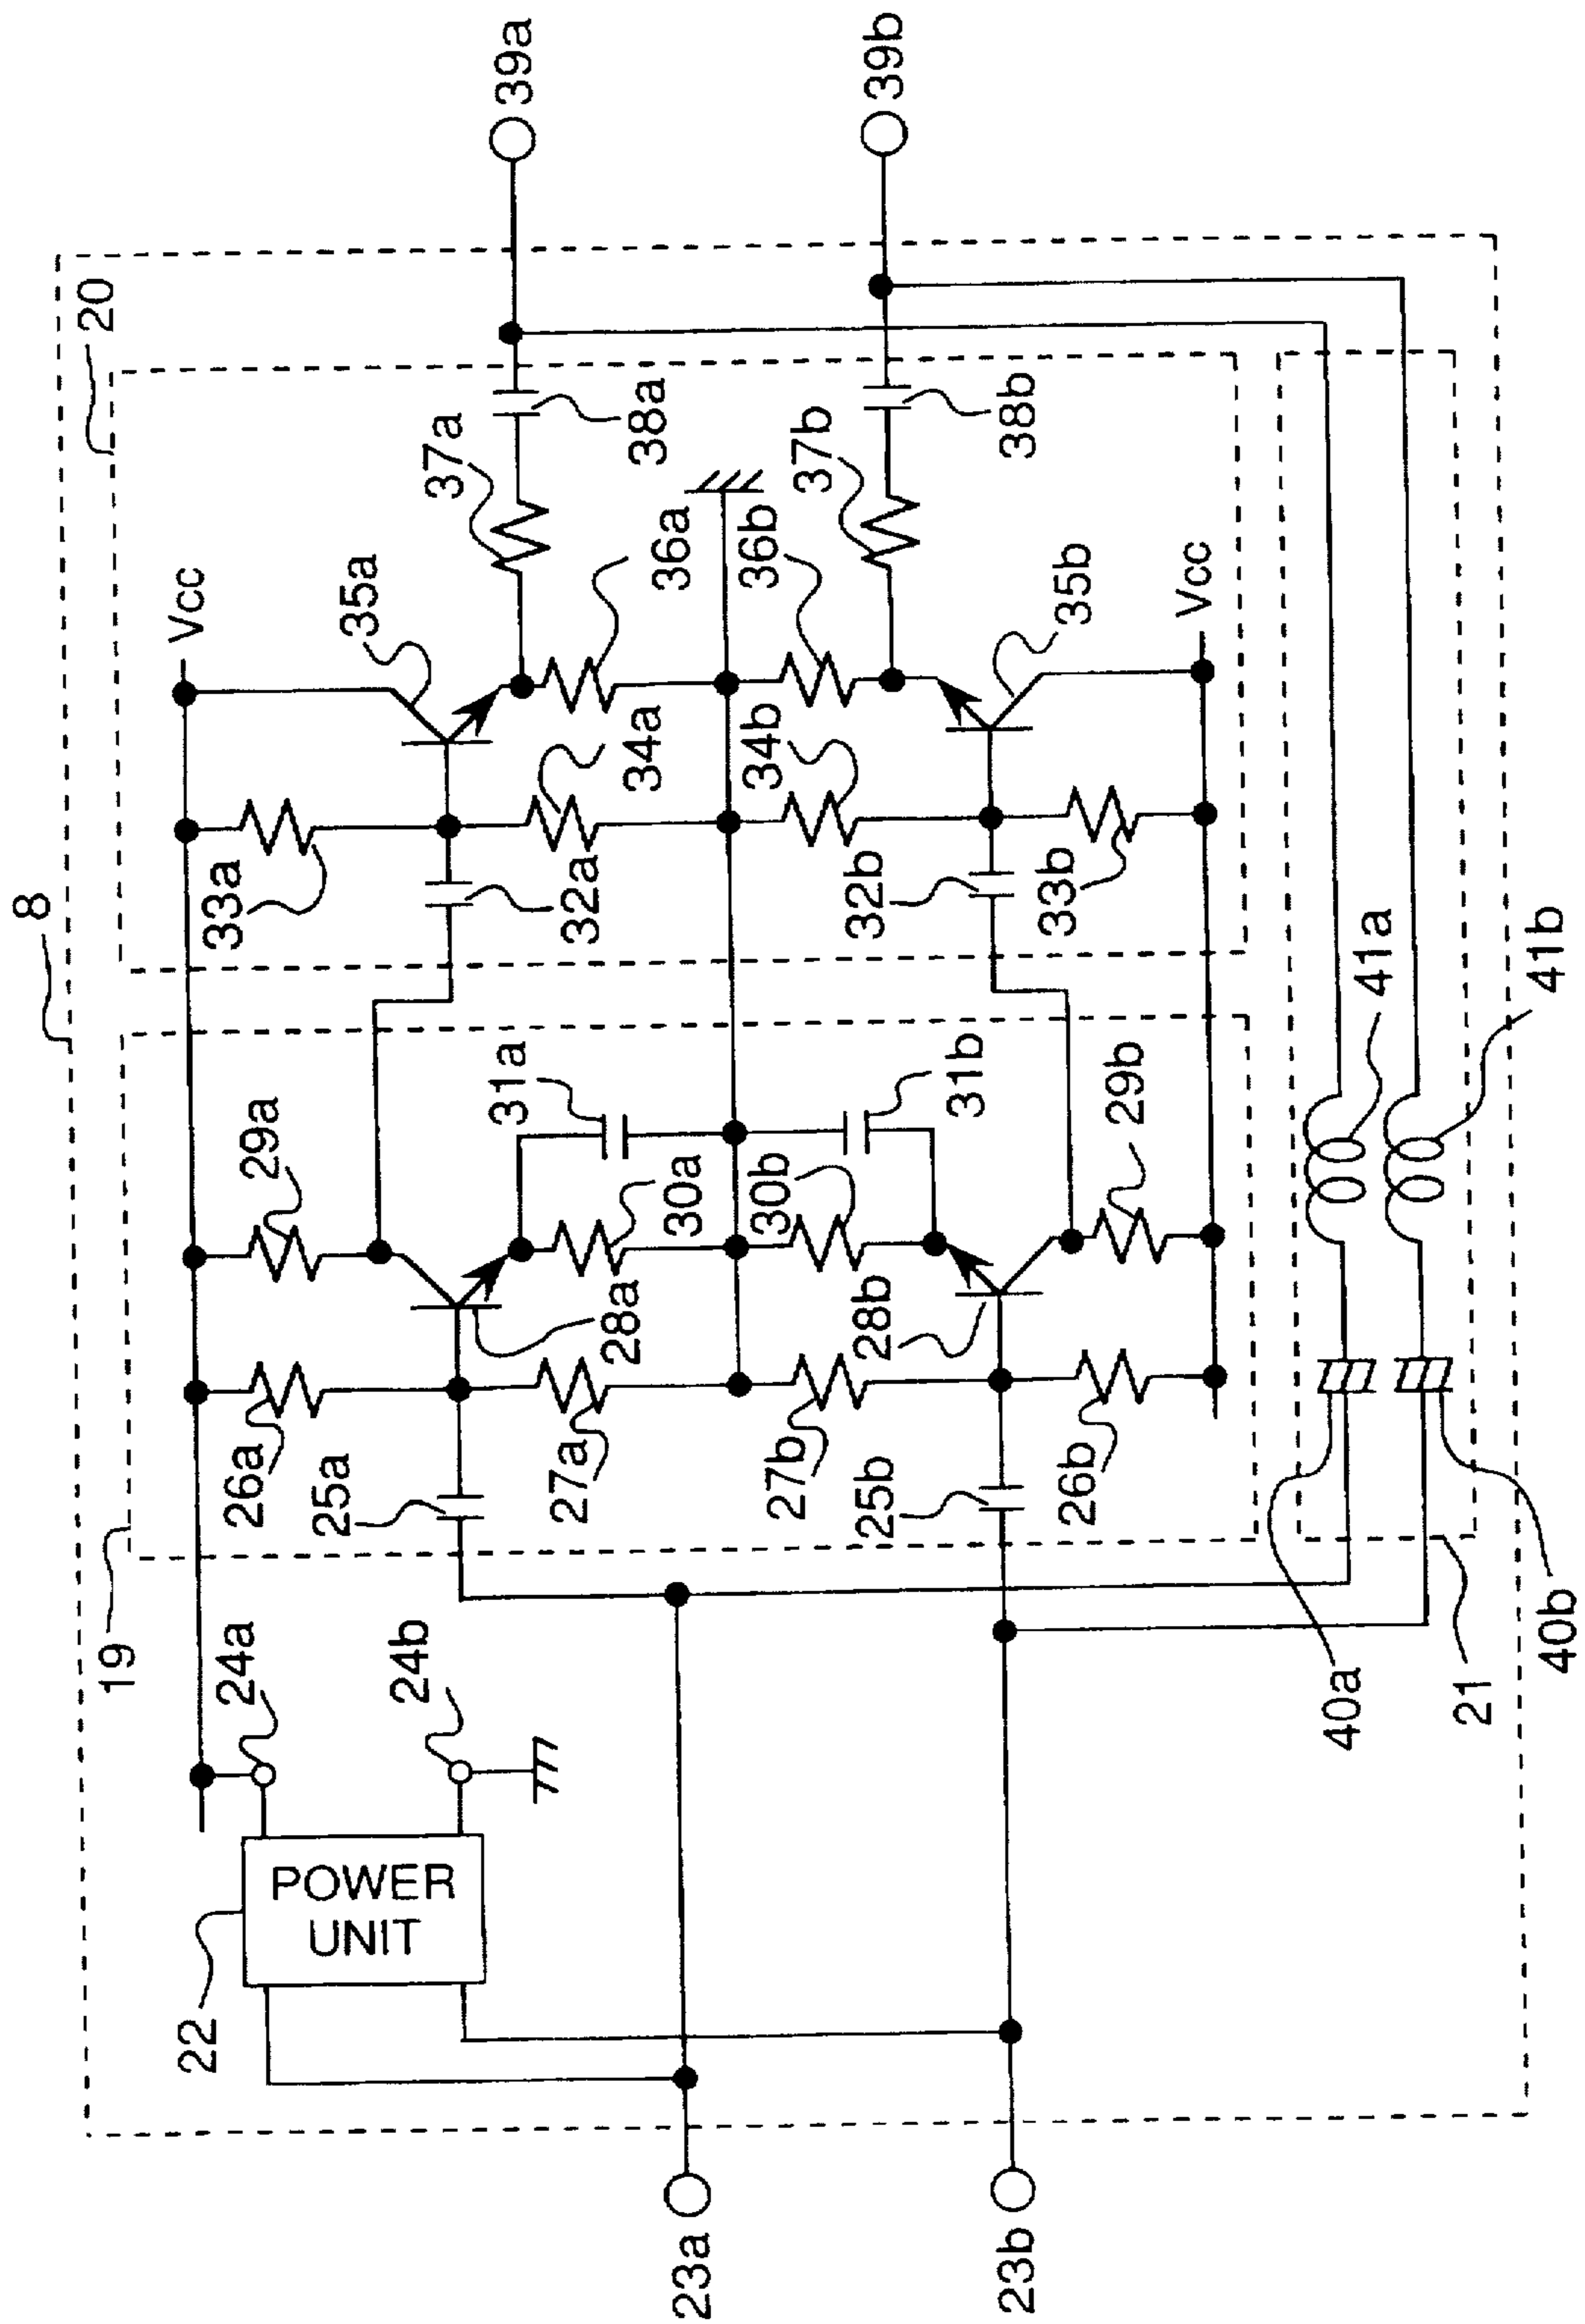 8
20
19
Vcc
39a
22
POWER
UNIT
24a
24b
26a
25a
27a
29a
28a
31a
30a
33a
32a
34a
35a
36a
37a
38a
23a
23b
39b
27b
25b
26b
28b
30b
31b
29b
32b
33b
34b
36b
35b
37b
38b
Vcc
40a
21
40b
41a
41b